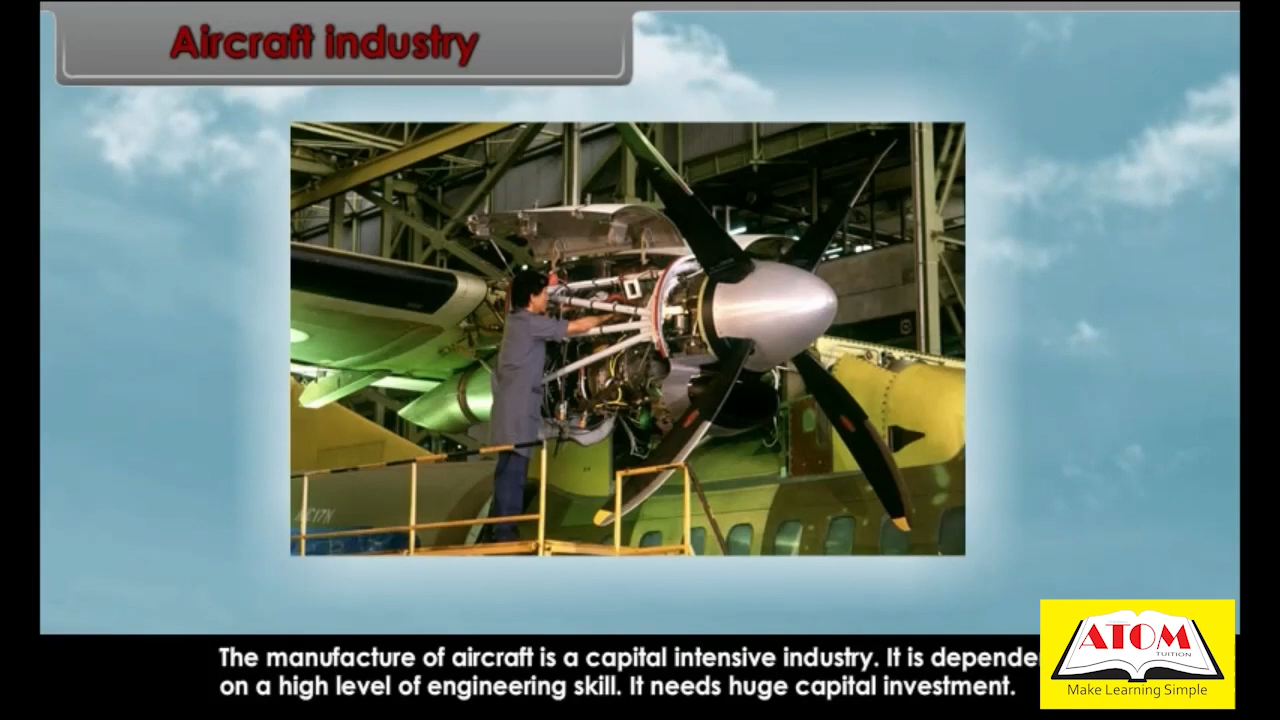 Aircraft industry
The manufacture of aircraft is a capital intensive industry. It is
on a high level of engineering skill. It needs huge capital investment.
ATOM
TUITION
Make Learning Simple